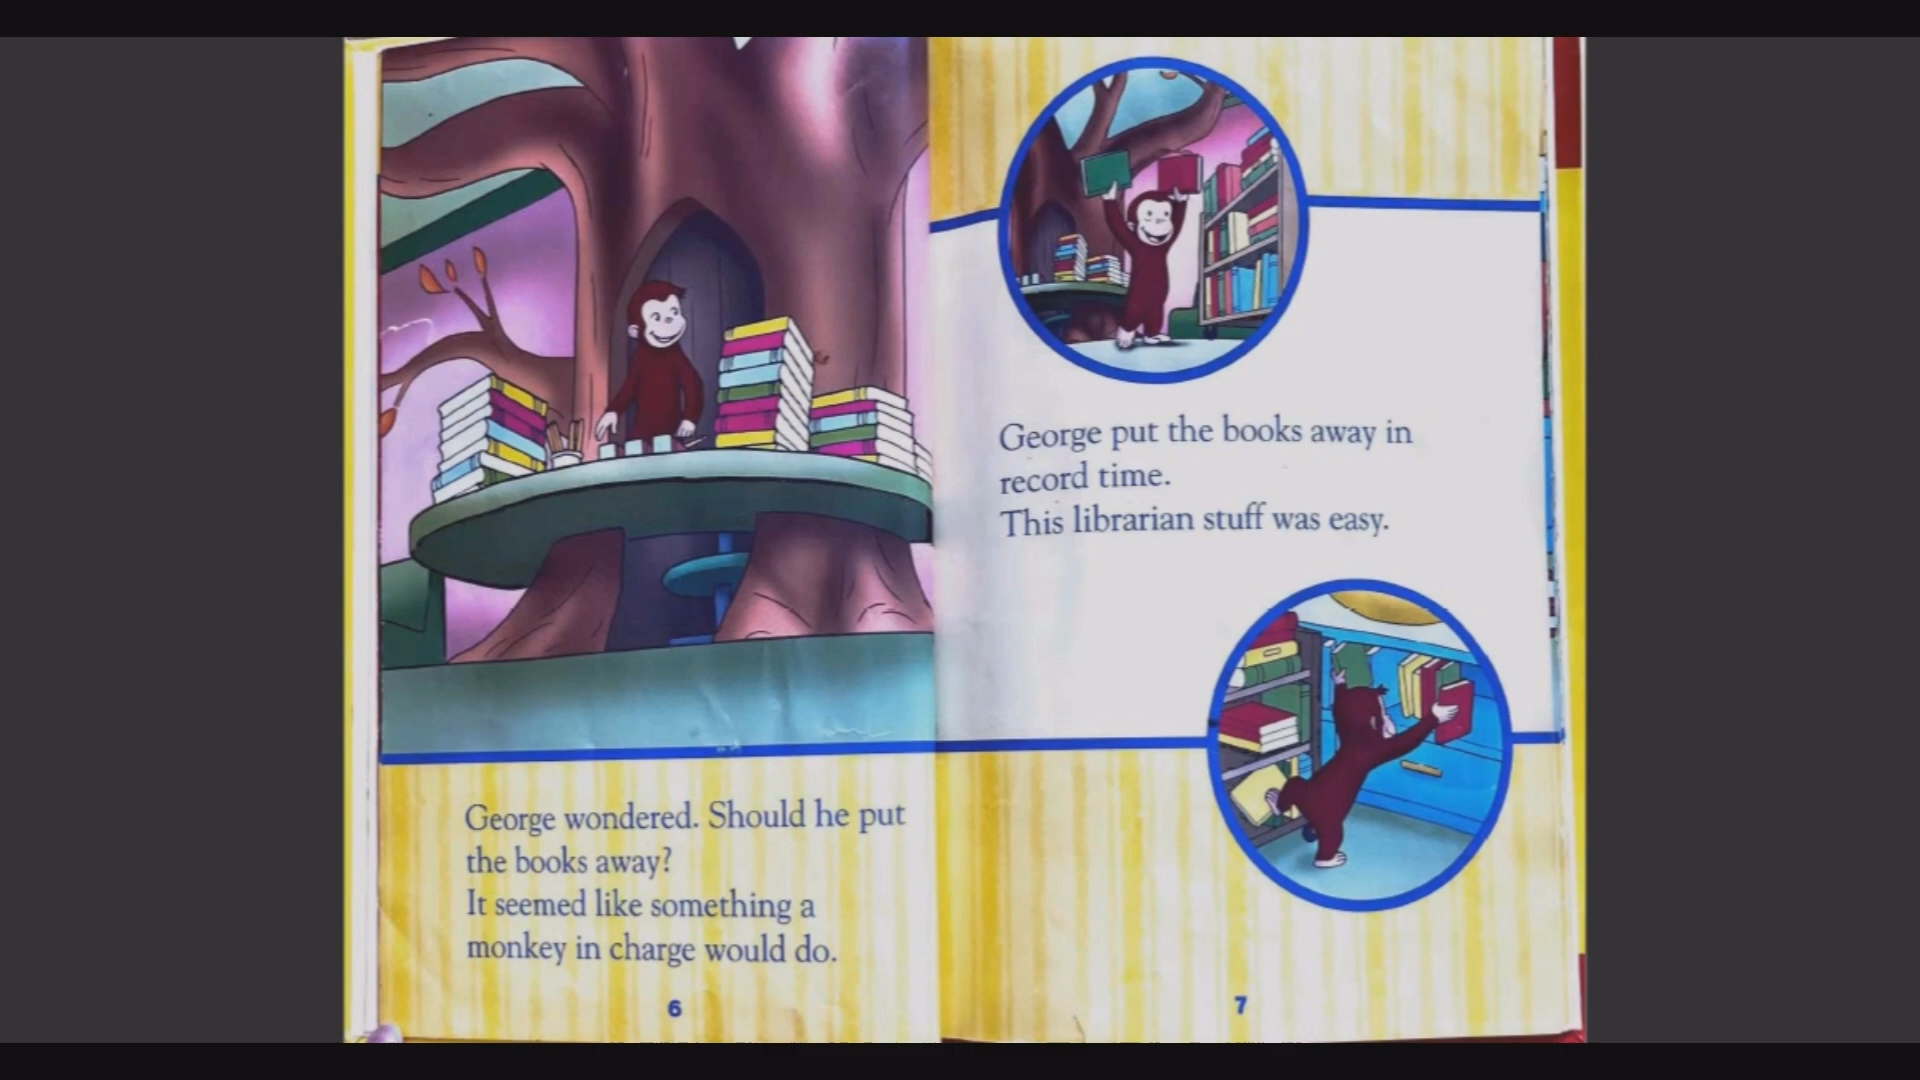 George wondered. Should he put
the books away?
It seemed like something a
monkey in charge would do.
6
George put the books away in
record time.
This librarian stuff was easy.
7